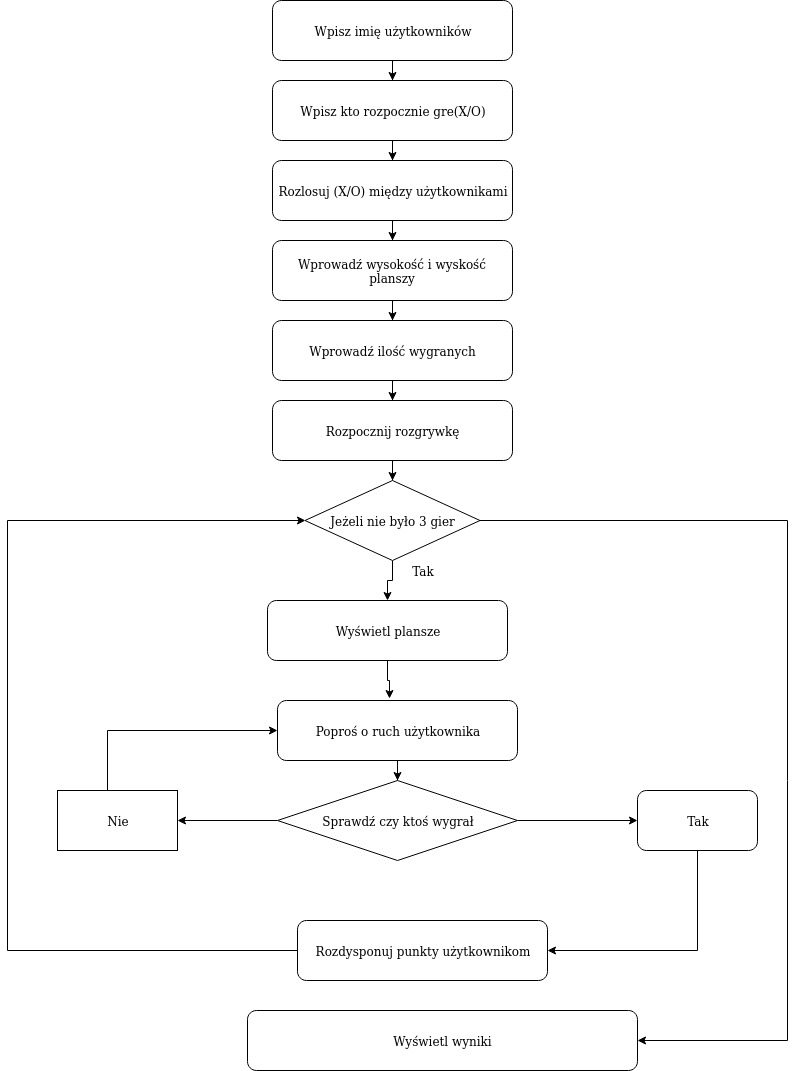 Wpisz imię użytkowników
Wpisz kto rozpocznie gre(X/O)
Rozlosuj (X/O) między użytkownikami
Wprowadź wysokość i wyskość
planszy
Wprowadź ilość wygranych
Rozpocznij rozgrywkę
Jeżeli nie było 3 gier
Tak
Wyświetl plansze
Poproś o ruch użytkownika
Nie
Sprawdź czy ktoś wygrał
Tak
Rozdysponuj punkty użytkownikom
Wyświetl wyniki